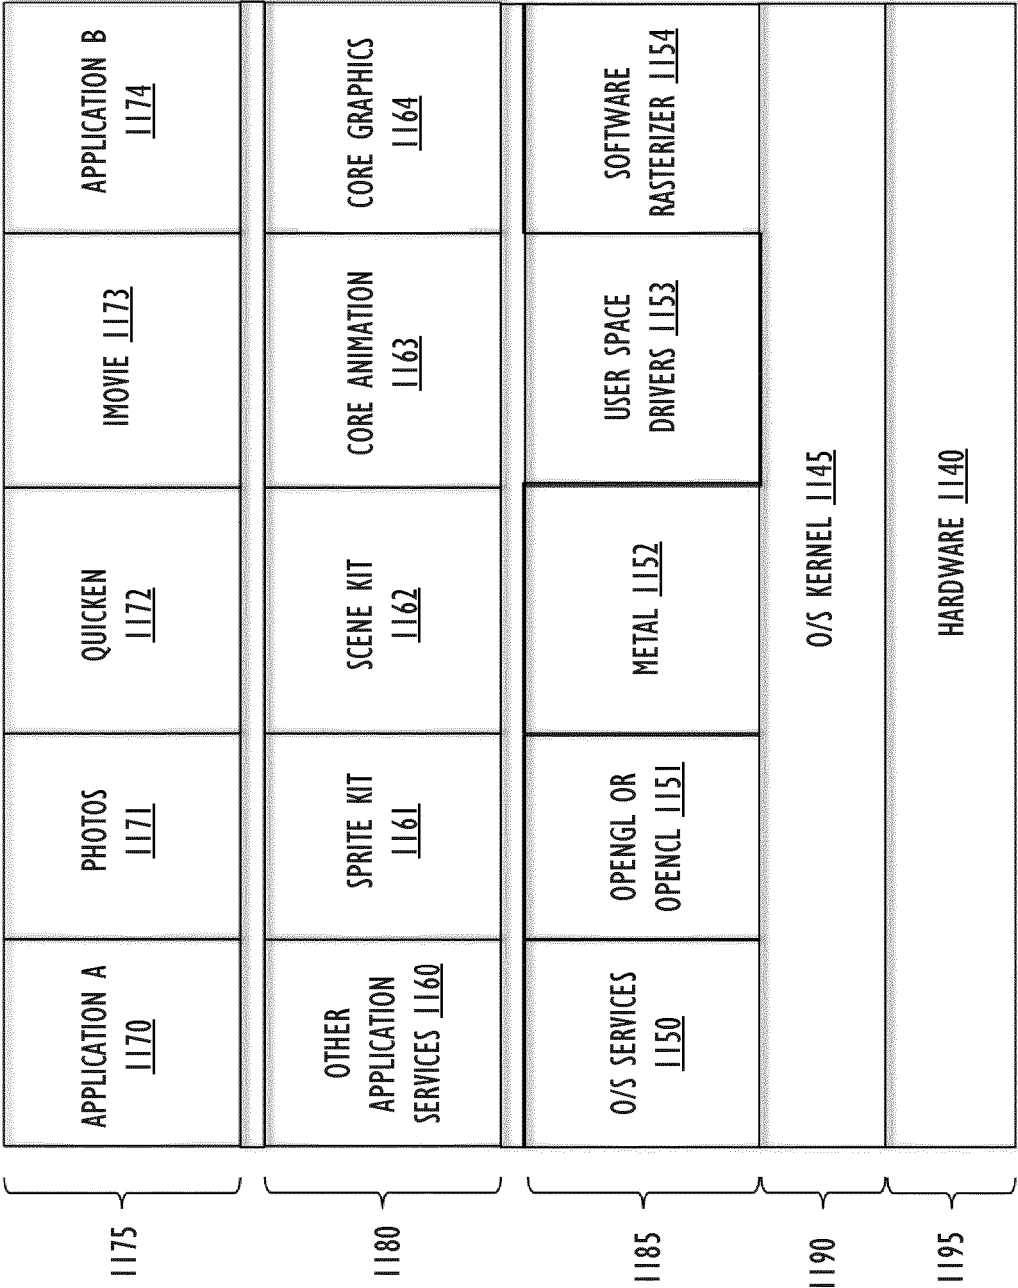 1175
APPLICATION A
1170
PHOTOS
1171
QUICKEN
1172
IMOVIE 1173
APPLICATION B
1174
1180
OTHER
APPLICATION
SERVICES 1160
SPRITE KIT
1161
SCENE KIT
1162
CORE ANIMATION
1163
CORE GRAPHICS
1164
1185
O/S SERVICES
1150
OPENGL OR
OPENCL 1151
METAL 1152
USER SPACE
DRIVERS 1153
SOFTWARE
RASTERIZER 1154
1190
O/S KERNEL 1145
1195
HARDWARE 1140